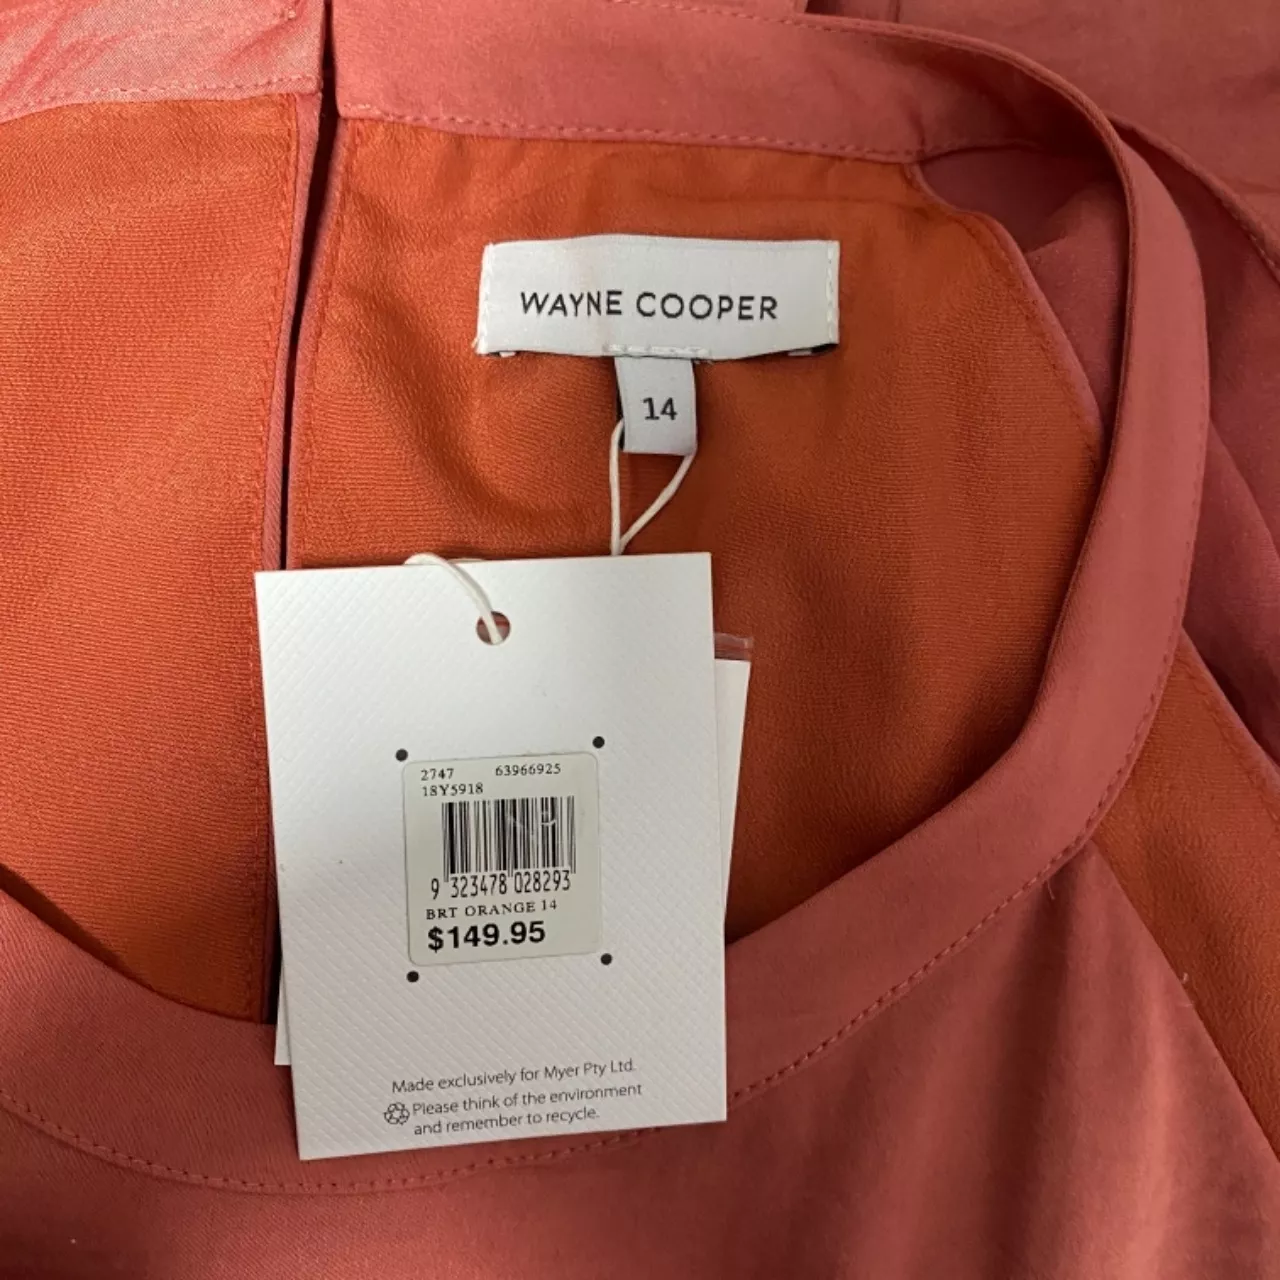 WAYNE COOPER
14
2747 63966925
18Y5918
9 323478 028293
BRT ORANGE 14
$149.95
Made exclusively for Myer Pty Ltd.
Please think of the environment
and remember to recycle.